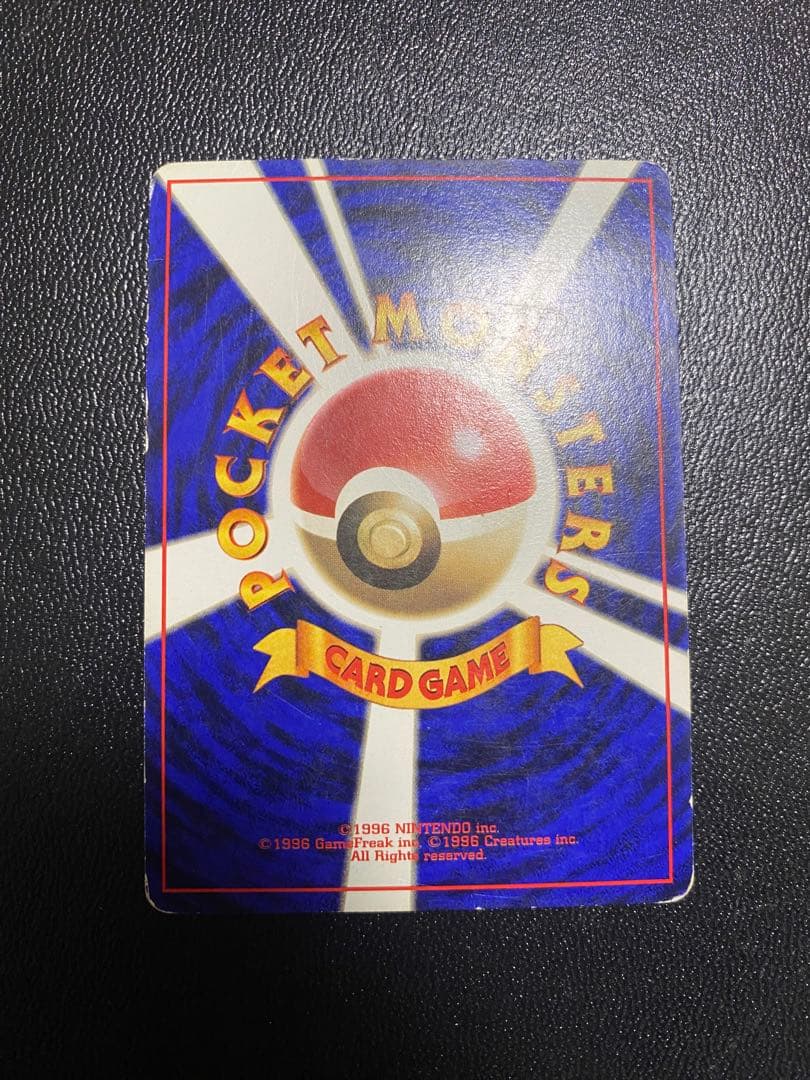 POCKET MONSTERS
CARD GAME
©1996 NINTENDO inc.
©1996 GameFreak inc. ©1996 Creatures inc.
All Rights reserved.